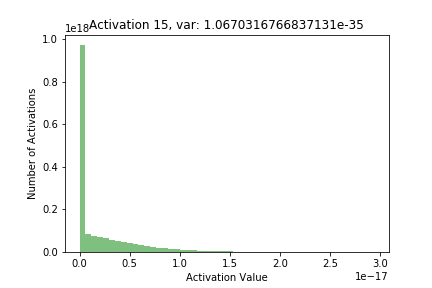 1e18
Activation 15, var: 1.0670316766837131e-35
1.0
0.8
0.6
0.4
0.2
0.0
Number of Activations
0.0 0.5 1.0 1.5 2.0 2.5 3.0
1e−17
Activation Value